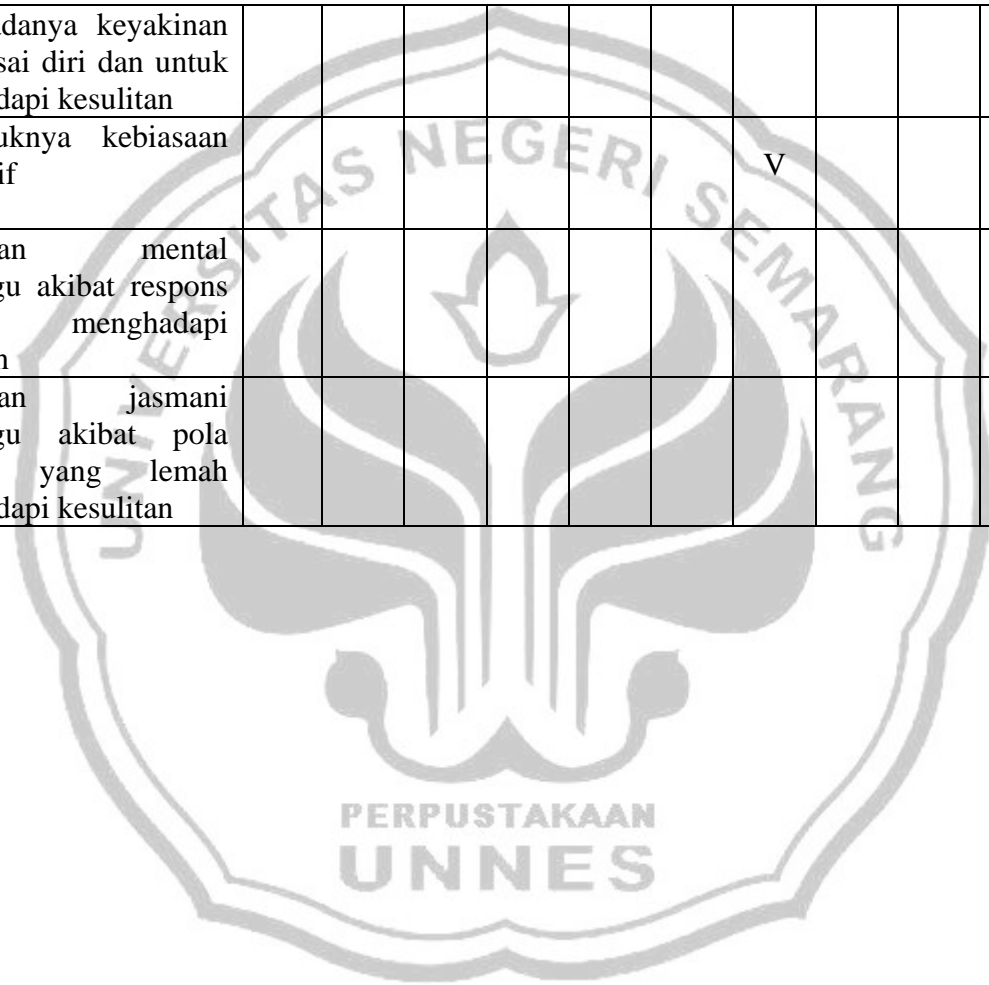 danya keyakinan
sai diri dan untuk
dapi kesulitan
uknya kebiasaan
if
V
an mental
gu akibat respons
menghadapi
n
an jasmani
gu akibat pola
yang lemah
dapi kesulitan
UNIVERSITAS NEGERI SEMARANG
PERPUSTAKAAN
UNNES